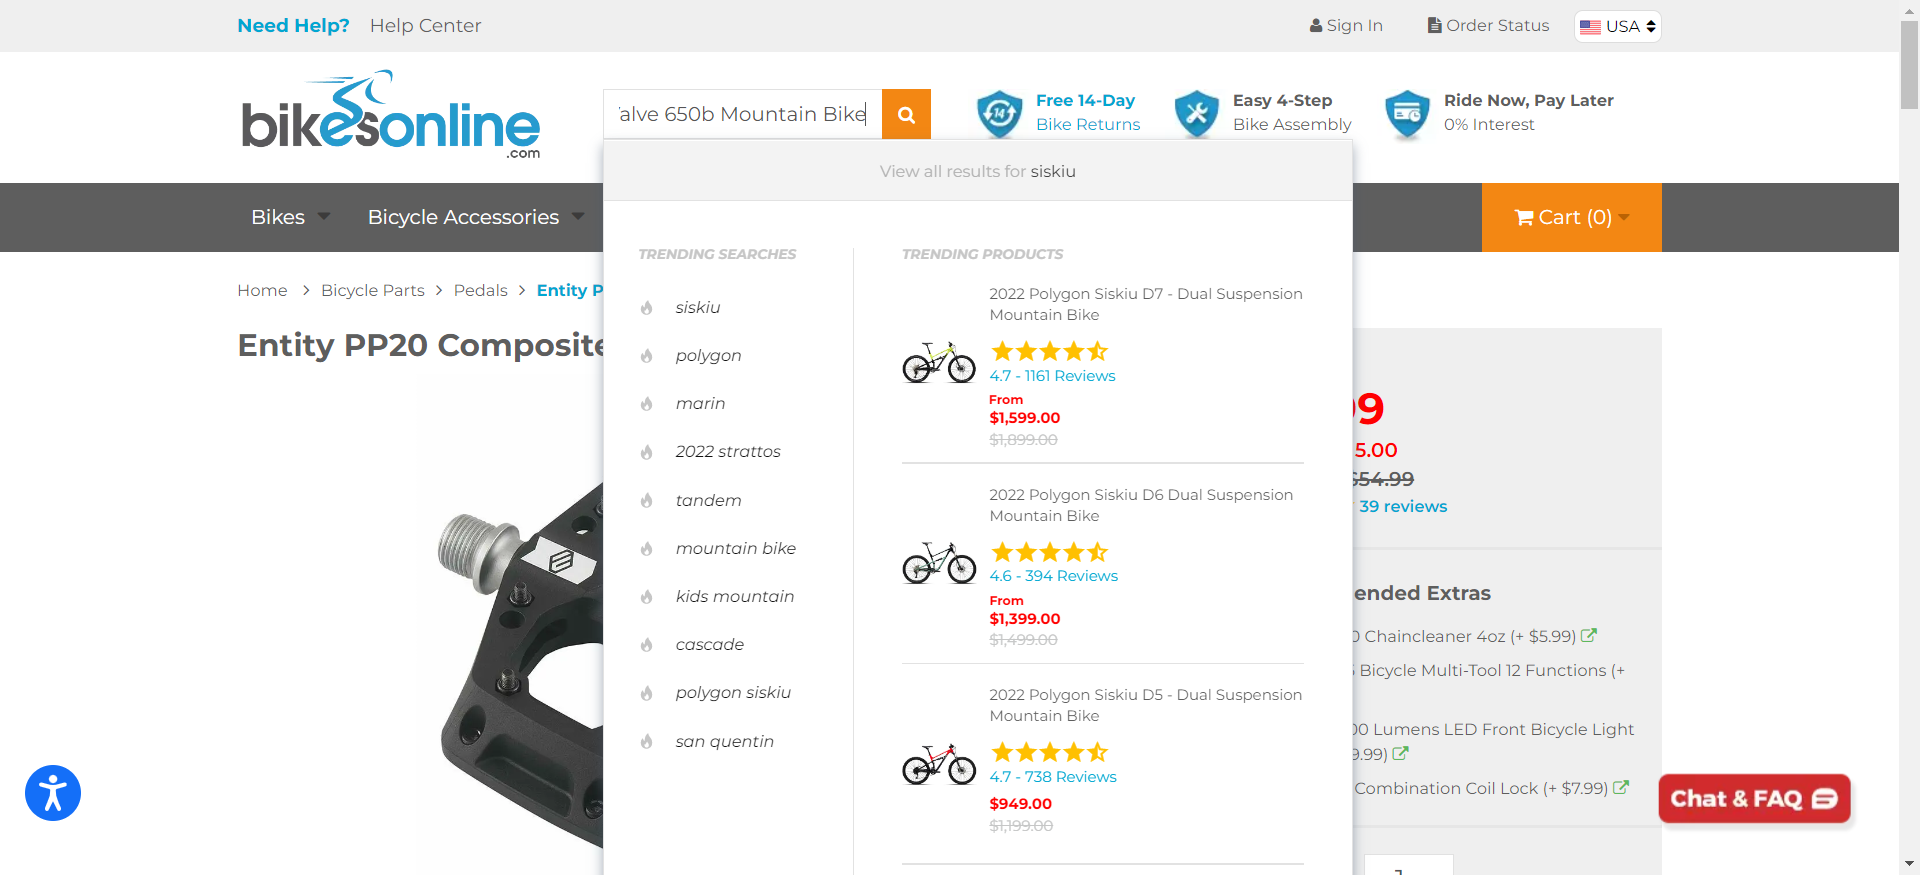 Need Help?
Help Center
Sign In
Order Status
USA
bikesonline
.com
alve 650b Mountain Bike
Free 14-Day
Bike Returns
14
Easy 4-Step
Bike Assembly
Ride Now, Pay Later
0% Interest
View all results for siskiu
Bikes
Bicycle Accessories
Cart (0)
Home
Bicycle Parts
Pedals
Entity P
Entity PP20 Composite
TRENDING SEARCHES
siskiu
polygon
marin
2022 strattos
tandem
mountain bike
kids mountain
cascade
polygon siskiu
san quentin
TRENDING PRODUCTS
2022 Polygon Siskiu D7 - Dual Suspension
Mountain Bike
4.7 - 1161 Reviews
From
$1,599.00
$1,899.00
2022 Polygon Siskiu D6 Dual Suspension
Mountain Bike
4.6 - 394 Reviews
From
$1,399.00
$1,499.00
2022 Polygon Siskiu D5 - Dual Suspension
Mountain Bike
4.7 - 738 Reviews
$949.00
$1,199.00
99
5.00
$54.99
39 reviews
ended Extras
0 Chaincleaner 4oz (+ $5.99)
Bicycle Multi-Tool 12 Functions (+
00 Lumens LED Front Bicycle Light
9.99)
Combination Coil Lock (+ $7.99)
Chat & FAQ